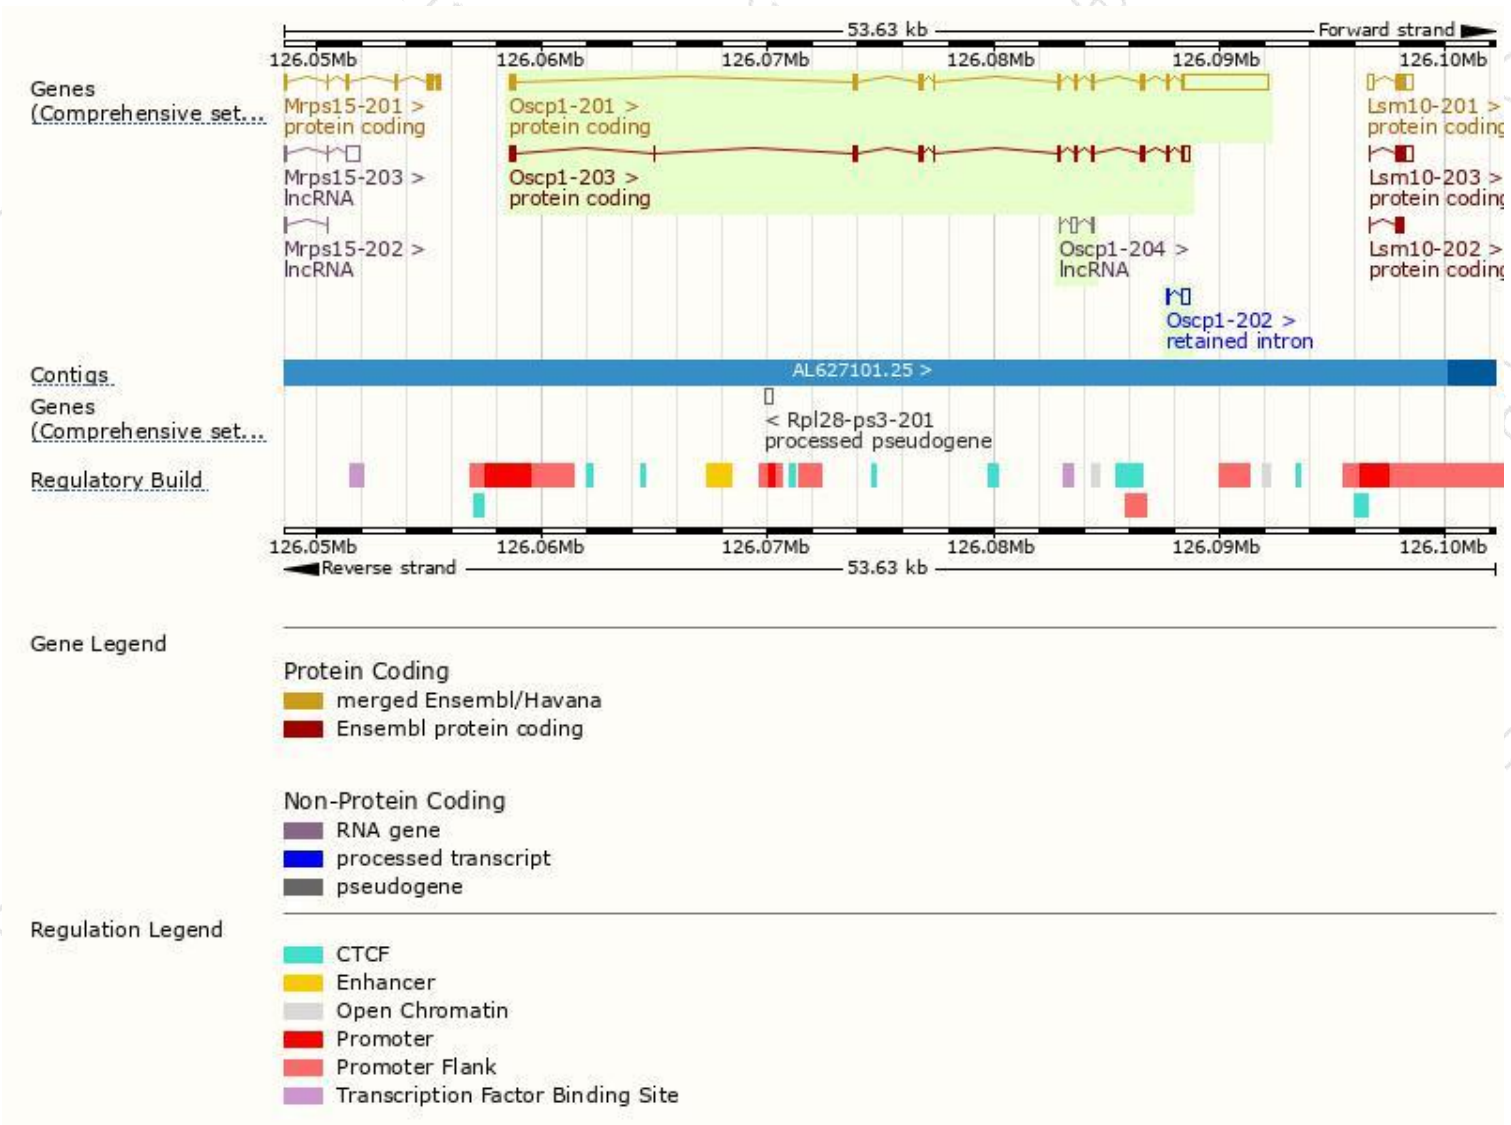 53.63 kb
Forward strand
126.05Mb 126.06Mb 126.07Mb 126.08Mb 126.09Mb 126.10Mb
Genes
(Comprehensive set...
Mrps15-201 >
protein coding
Oscp1-201 >
protein coding
Lsm10-201 >
protein coding
Mrps15-203 >
lncRNA
Oscp1-203 >
protein coding
Lsm10-203 >
protein coding
Mrps15-202 >
lncRNA
Oscp1-204 >
lncRNA
Lsm10-202 >
protein coding
Oscp1-202 >
retained intron
Contigs
AL627101.25 >
Genes
(Comprehensive set...
< Rpl28-ps3-201
processed pseudogene
Regulatory Build
126.05Mb 126.06Mb 126.07Mb 126.08Mb 126.09Mb 126.10Mb
Reverse strand
53.63 kb
Gene Legend
Protein Coding
merged Ensembl/Havana
Ensembl protein coding
Non-Protein Coding
RNA gene
processed transcript
pseudogene
Regulation Legend
CTCF
Enhancer
Open Chromatin
Promoter
Promoter Flank
Transcription Factor Binding Site